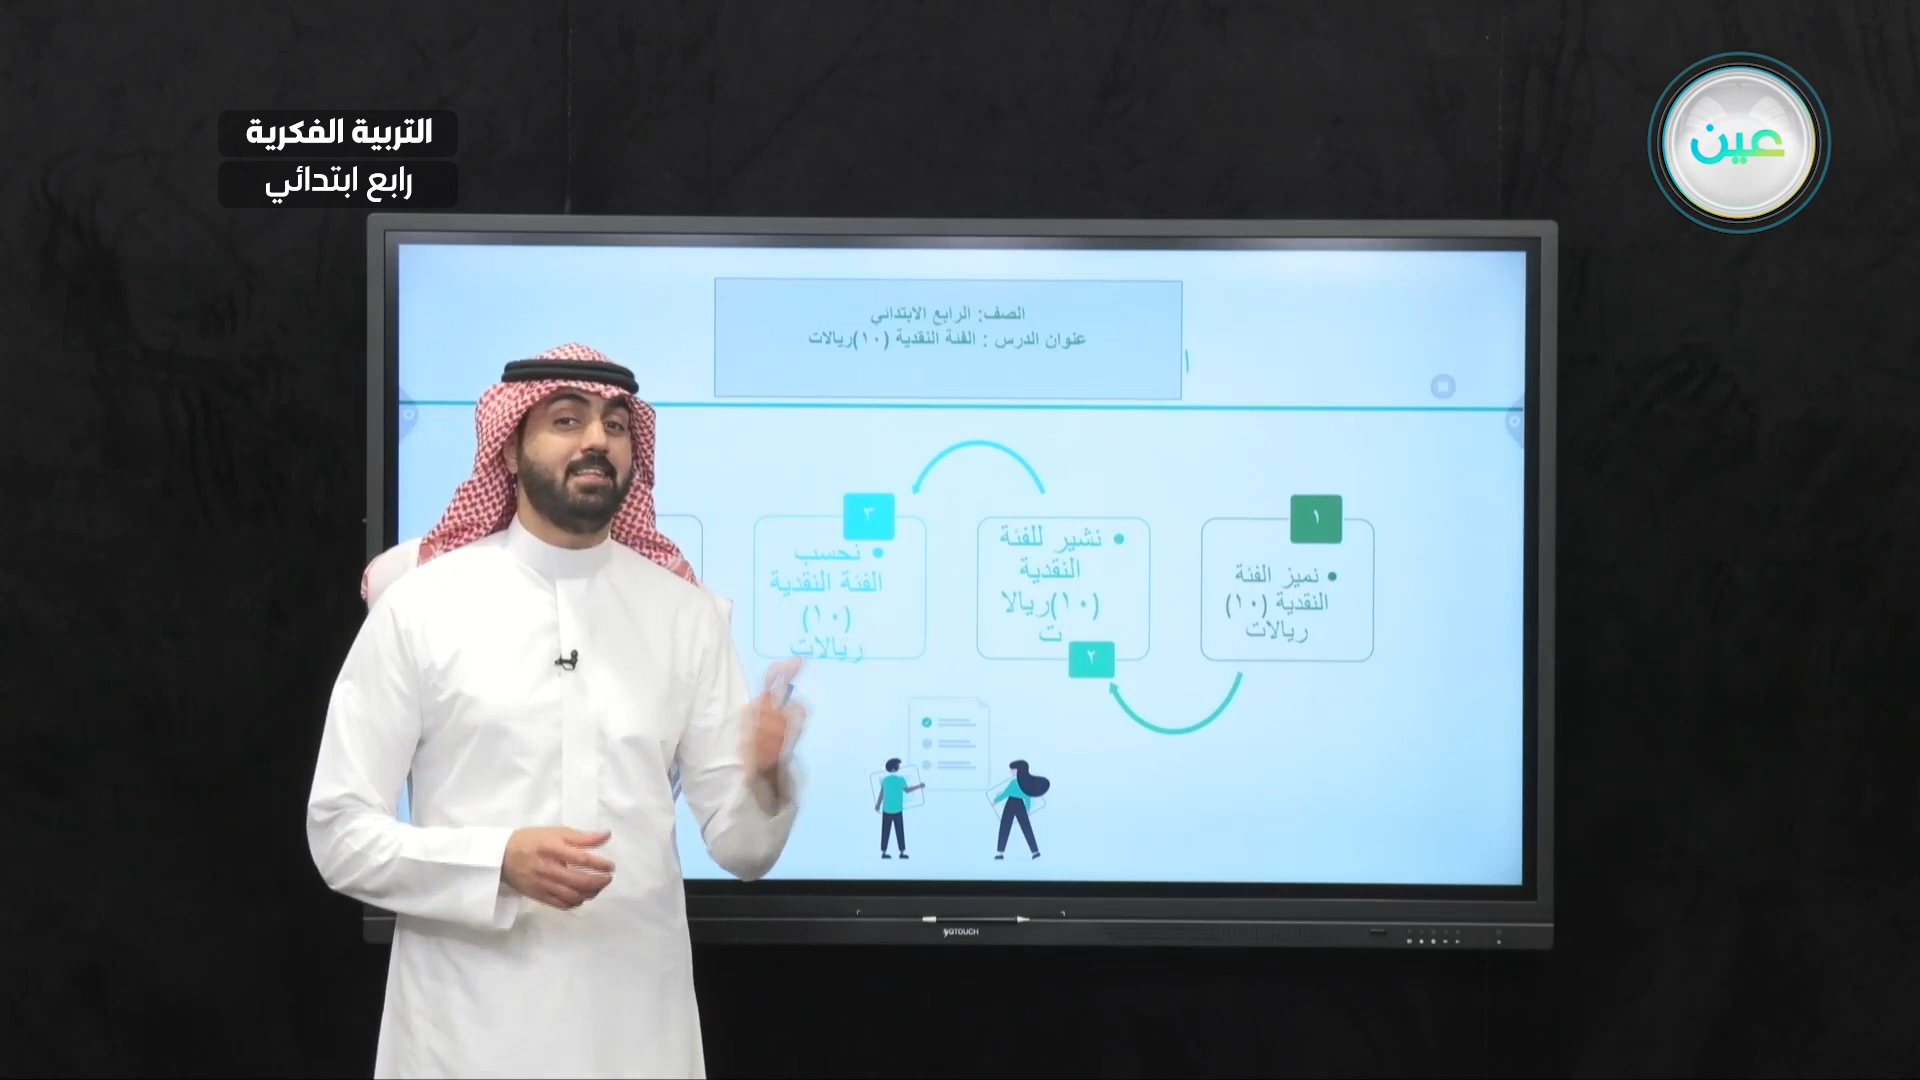 التربية الفكرية
رابع ابتدائي
عين
الصف: الرابع الابتدائي
عنوان الدرس : الفئة النقدية (١٠)ريالات
١
• نميز الفئة
النقدية (١٠)
ريالات
• نشير للفئة
النقدية
(١٠)ريالا
ت
٢
٣
• نحسب
الفئة النقدية
(١٠)
ريالات